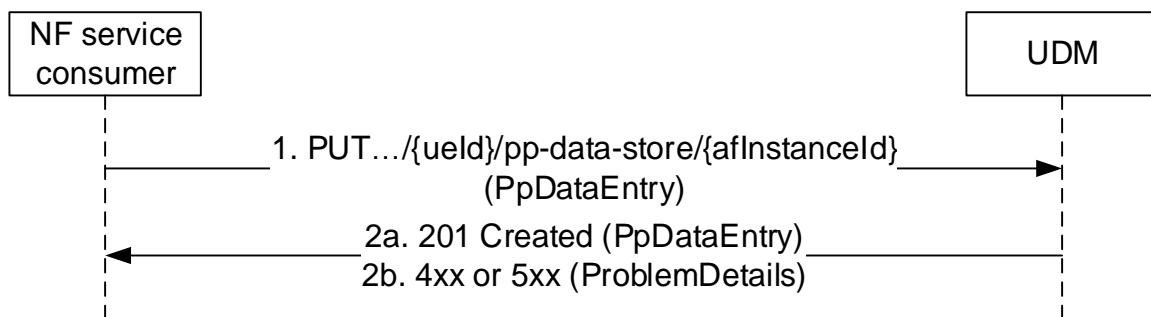 NF service
consumer
UDM
1. PUT…/{ueId}/pp-data-store/{afInstanceId}
(PpDataEntry)
2a. 201 Created (PpDataEntry)
2b. 4xx or 5xx (ProblemDetails)